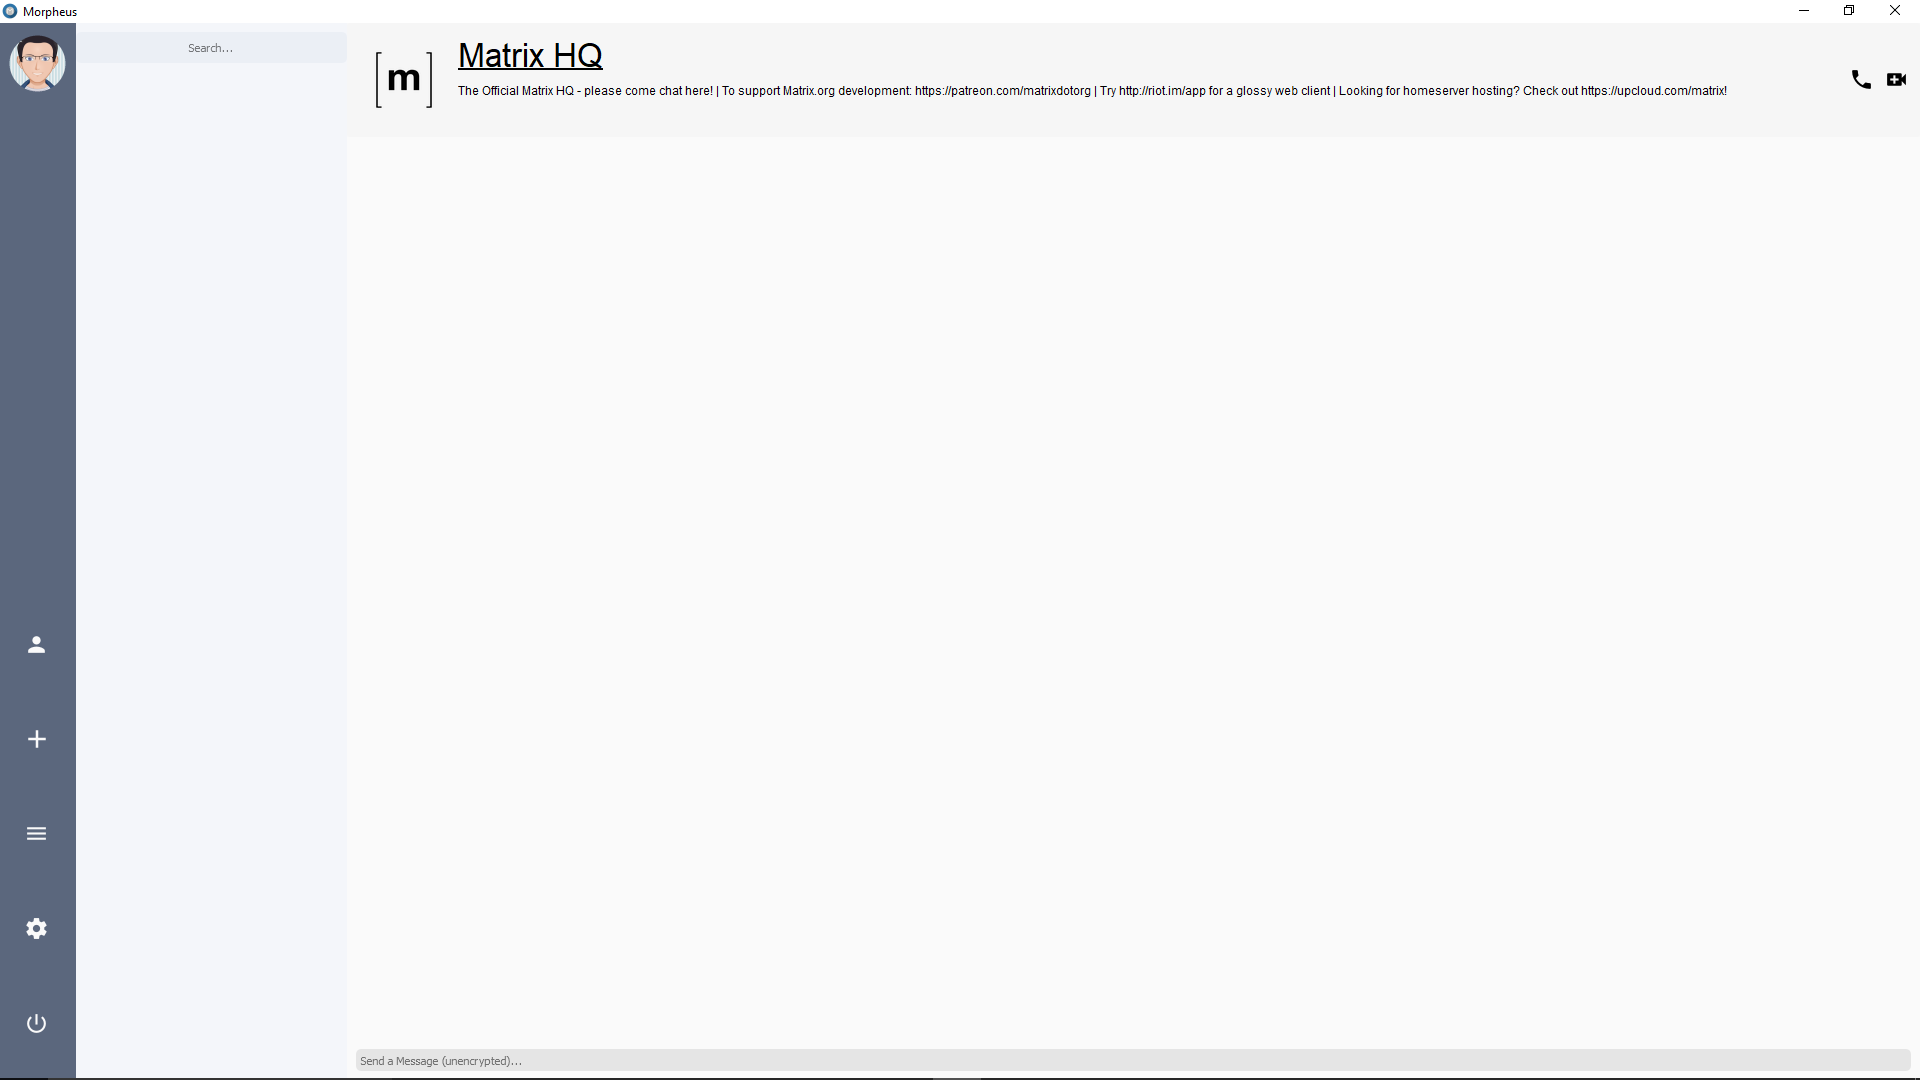 Morpheus
Search...
[m]
Matrix HQ
The Official Matrix HQ - please come chat here! | To support Matrix.org development: https://patreon.com/matrixdotorg | Try http://riot.im/app for a glossy web client | Looking for homeserver hosting? Check out https://upcloud.com/matrix!
Send a Message (unencrypted)...